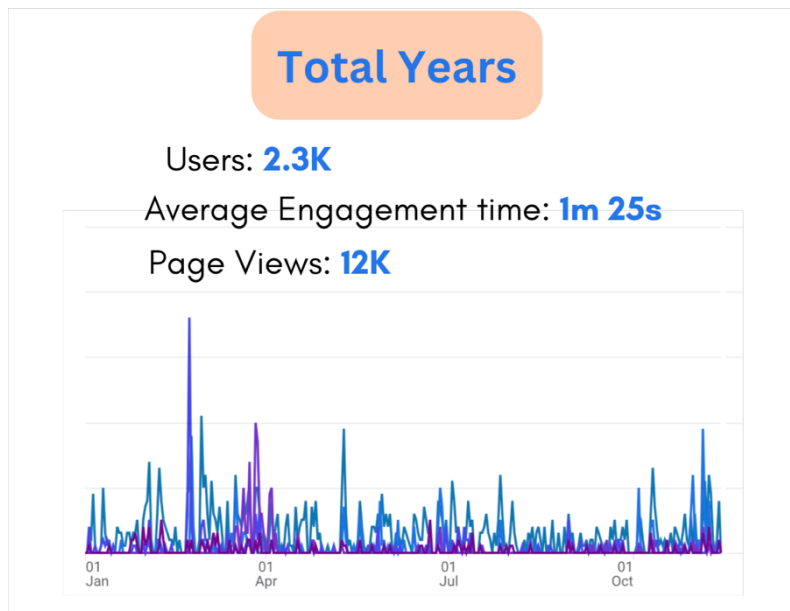 Total Years
Users: 2.3K
Average Engagement time: 1m 25s
Page Views: 12K
01 01 01 01
Jan Apr Jul Oct